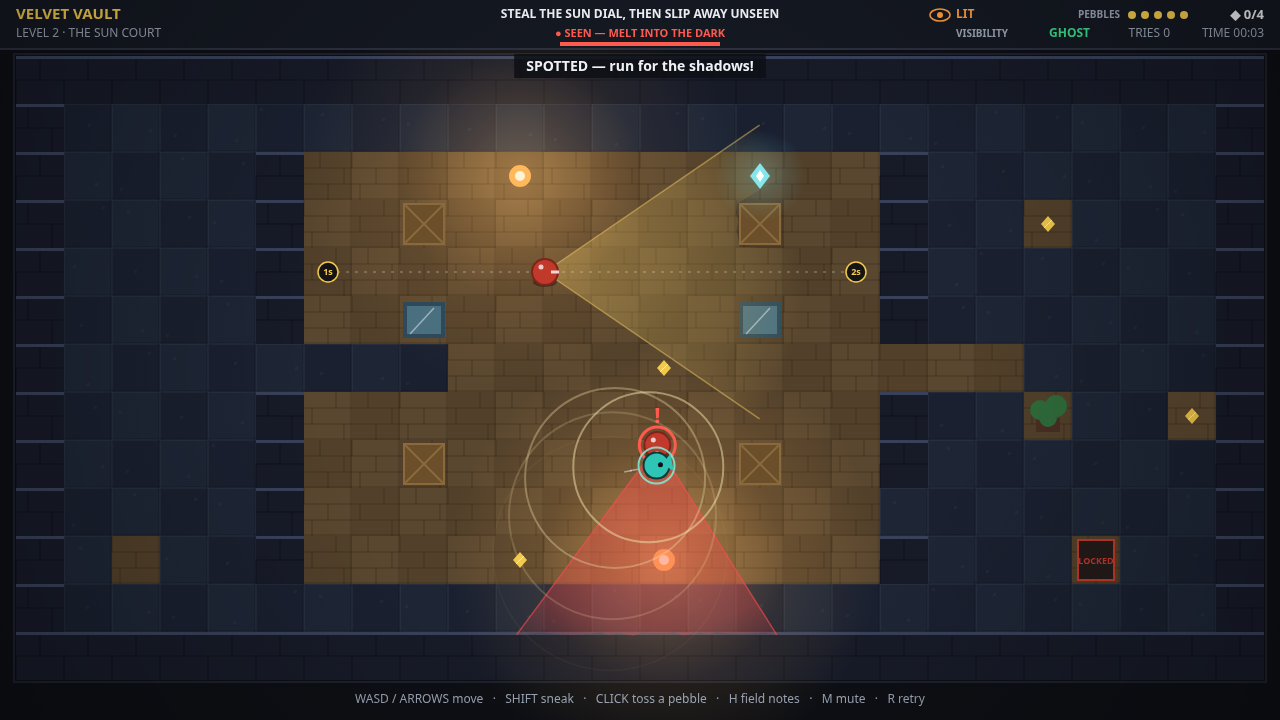 VELVET VAULT
LEVEL 2 · THE SUN COURT
STEAL THE SUN DIAL, THEN SLIP AWAY UNSEEN
● SEEN — MELT INTO THE DARK
LIT
VISIBILITY
PEBBLES
GHOST
◆ 0/4
TRIES 0
TIME 00:03
SPOTTED — run for the shadows!
1s
2s
!
LOCKED
WASD / ARROWS move · SHIFT sneak · CLICK toss a pebble · H field notes · M mute · R retry